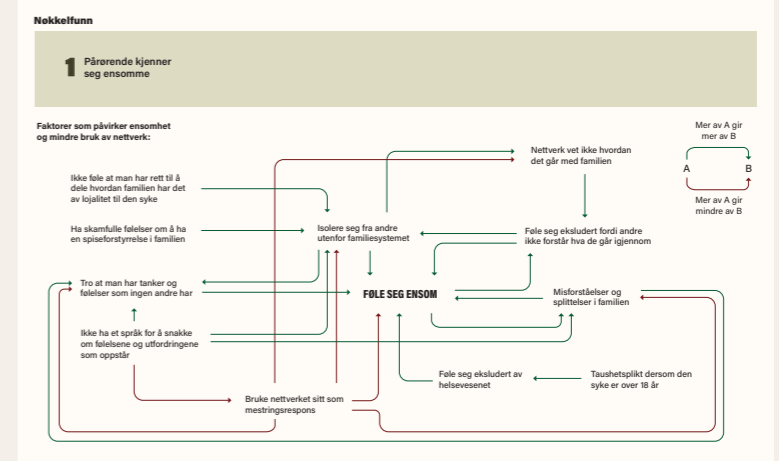 Nøkkelfunn
1
Pårørende kjenner
seg ensomme
Faktorer som påvirker ensomhet
og mindre bruk av nettverk:
Mer av A gir
mer av B
A
B
Mer av A gir
mindre av B
Nettverk vet ikke hvordan
det går med familien
Ikke føle at man har rett til å
dele hvordan familien har det
av lojalitet til den syke
Ha skamfulle følelser om å ha
en spiseforstyrrelse i familien
Isolere seg fra andre
utenfor familiesystemet
Føle seg eksludert fordi andre
ikke forstår hva de går igjennom
Tro at man har tanker og
følelser som ingen andre har
FØLE SEG ENSOM
Misforståelser og
splittelser i familien
Ikke ha et språk for å snakke
om følelsene og utfordringene
som oppstår
Føle seg eksludert av
helsevesenet
Taushetsplikt dersom den
syke er over 18 år
Bruke nettverket sitt som
mestringsrespons